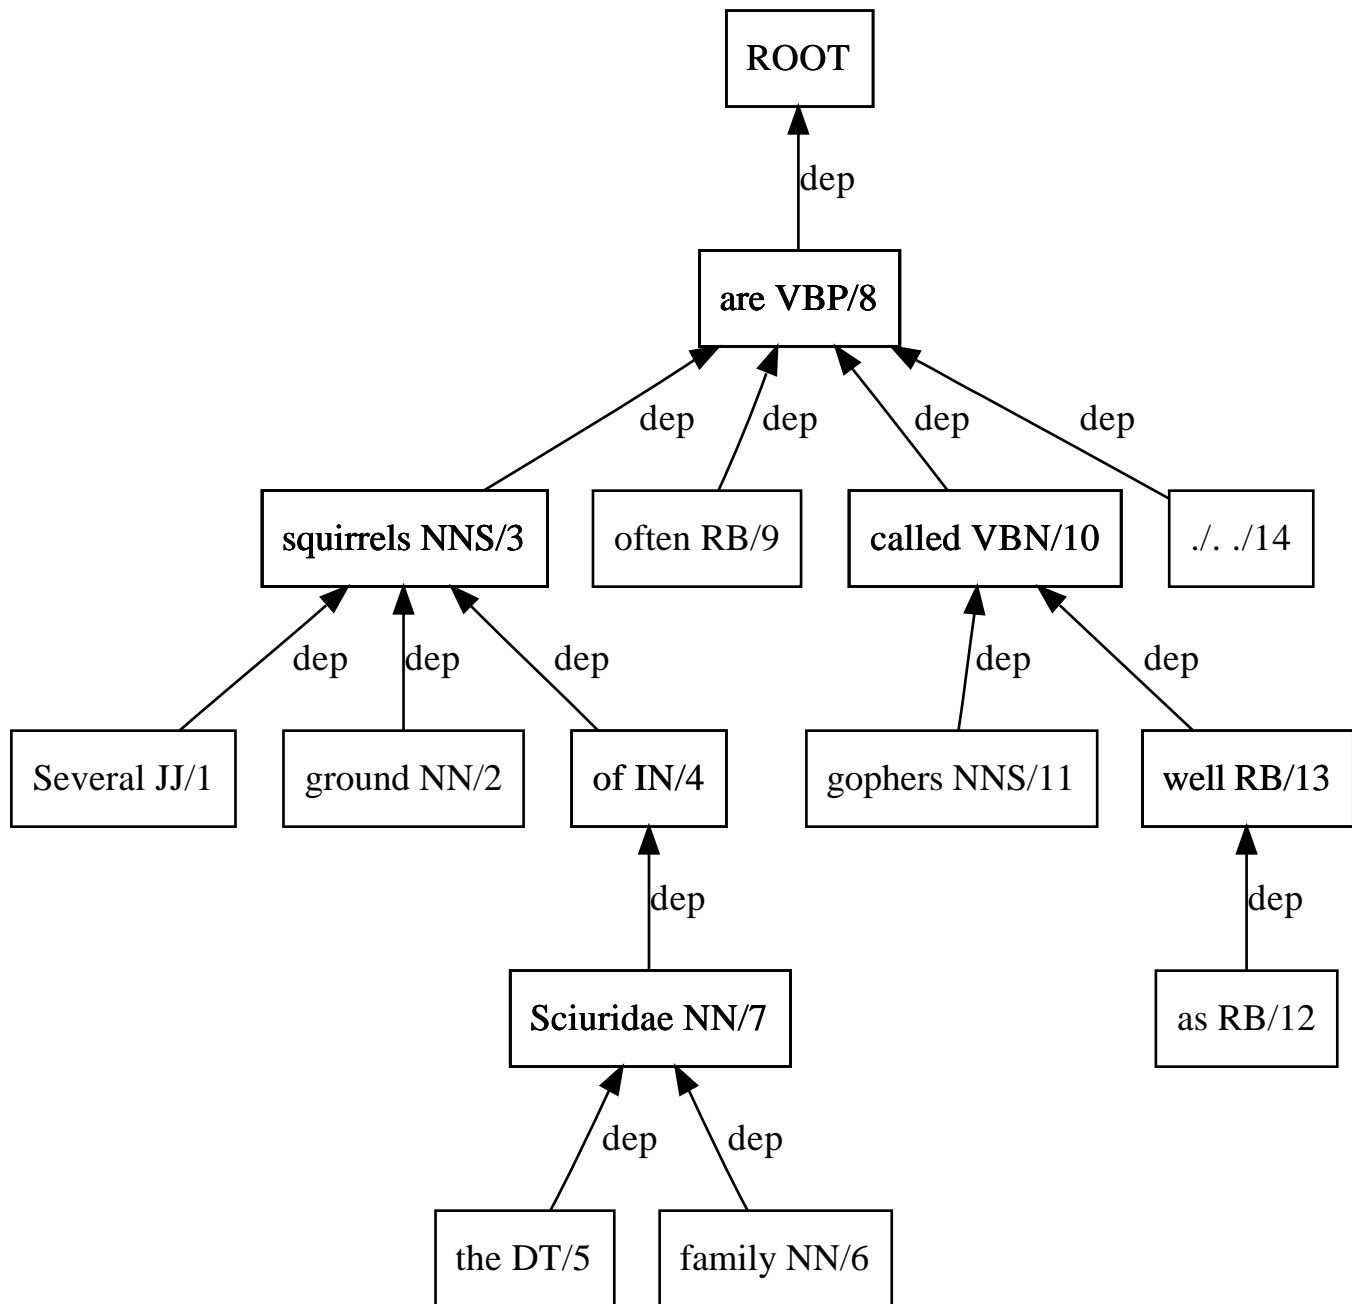 ROOT
dep
are VBP/8
dep dep dep dep
squirrels NNS/3 often RB/9 called VBN/10 ./. ./14
dep dep dep dep dep
Several JJ/1 ground NN/2 of IN/4 gophers NNS/11 well RB/13
dep dep
Sciuridae NN/7 as RB/12
dep dep
the DT/5 family NN/6